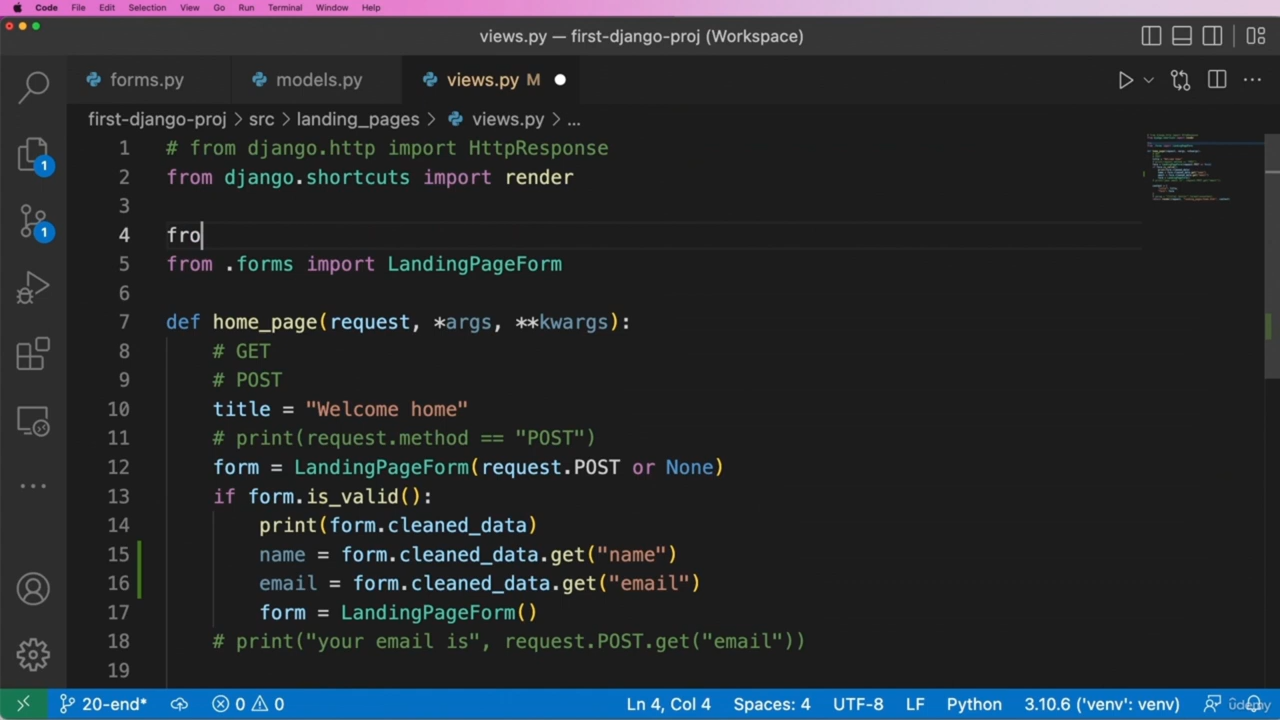 Code File Edit Selection View Go Run Terminal Window Help
views.py — first-django-proj (Workspace)
forms.py models.py views.py M
first-django-proj > src > landing_pages > views.py > ...
1 # from django.http import HttpResponse
2 from django.shortcuts import render
3
4 fro
5 from .forms import LandingPageForm
6
7 def home_page(request, *args, **kwargs):
8 # GET
9 # POST
10 title = "Welcome home"
11 # print(request.method == "POST")
12 form = LandingPageForm(request.POST or None)
13 if form.is_valid():
14 print(form.cleaned_data)
15 name = form.cleaned_data.get("name")
16 email = form.cleaned_data.get("email")
17 form = LandingPageForm()
18 # print("your email is", request.POST.get("email"))
19
1
1
20-end* 0 0 Ln 4, Col 4 Spaces: 4 UTF-8 LF Python 3.10.6 ('venv': venv)
udemy